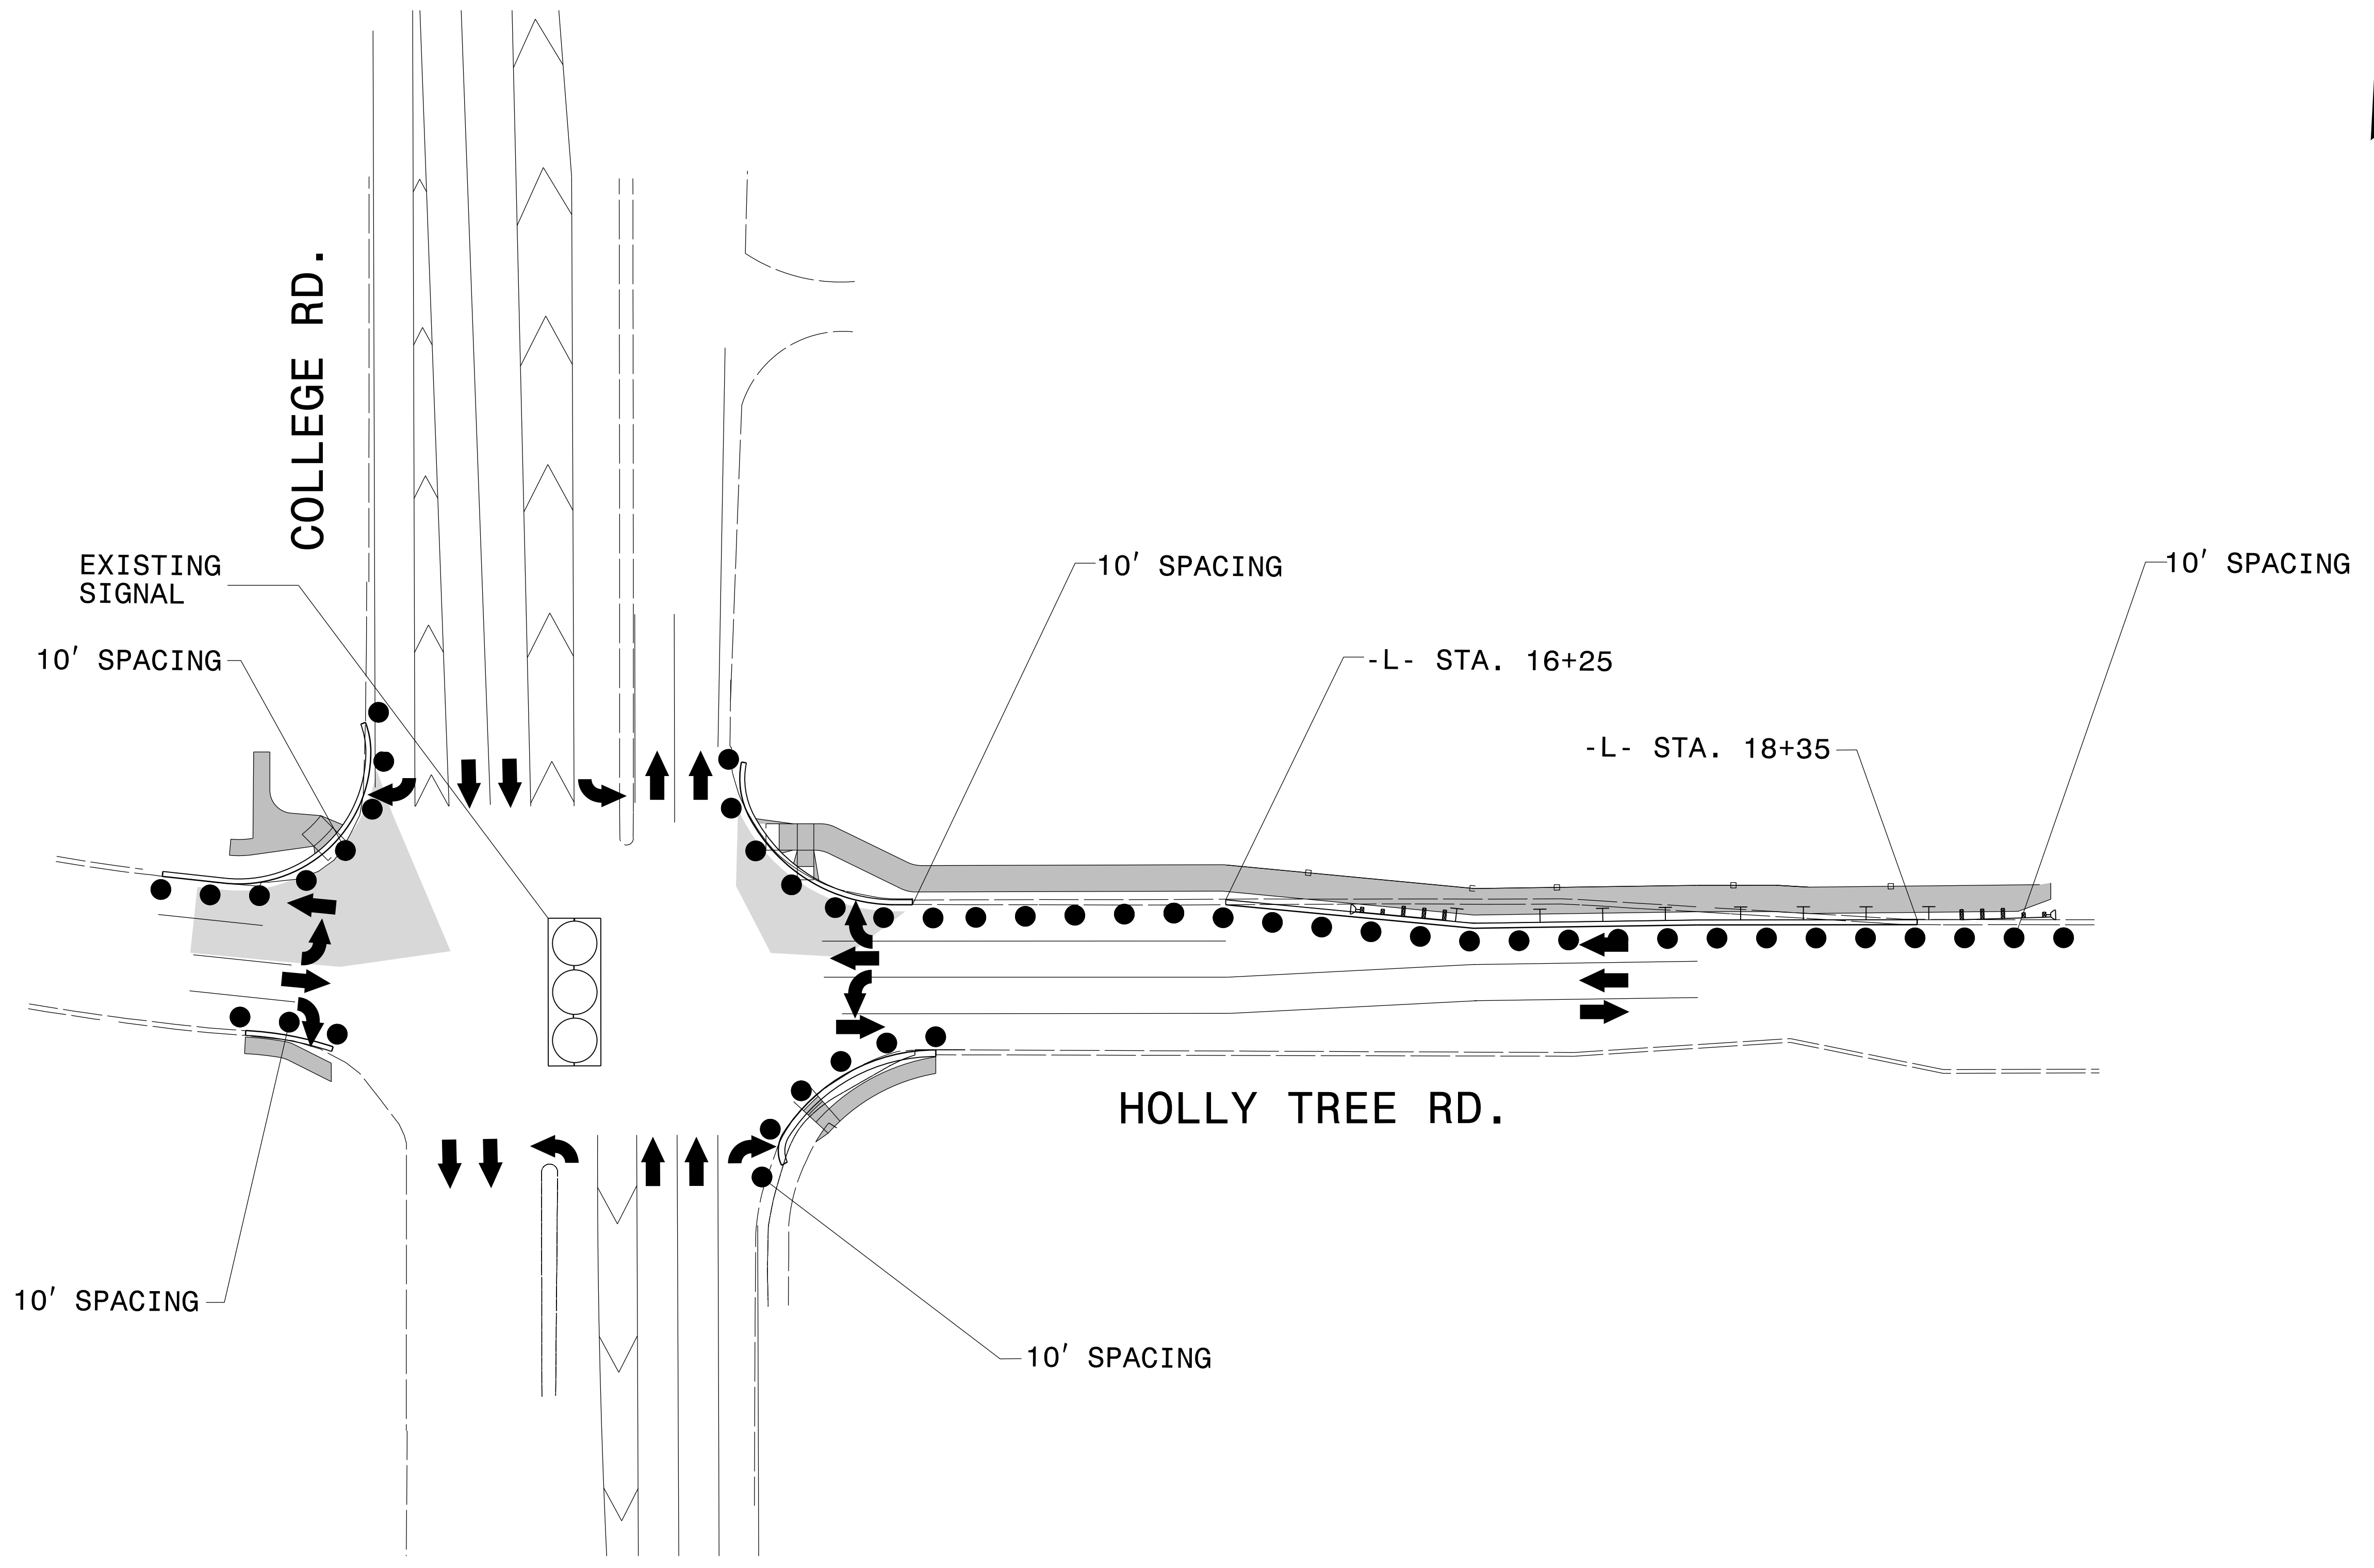 COLLEGE RD.
EXISTING
SIGNAL
10' SPACING
10' SPACING
10' SPACING
-L- STA. 16+25
-L- STA. 18+35
HOLLY TREE RD.
10' SPACING
10' SPACING